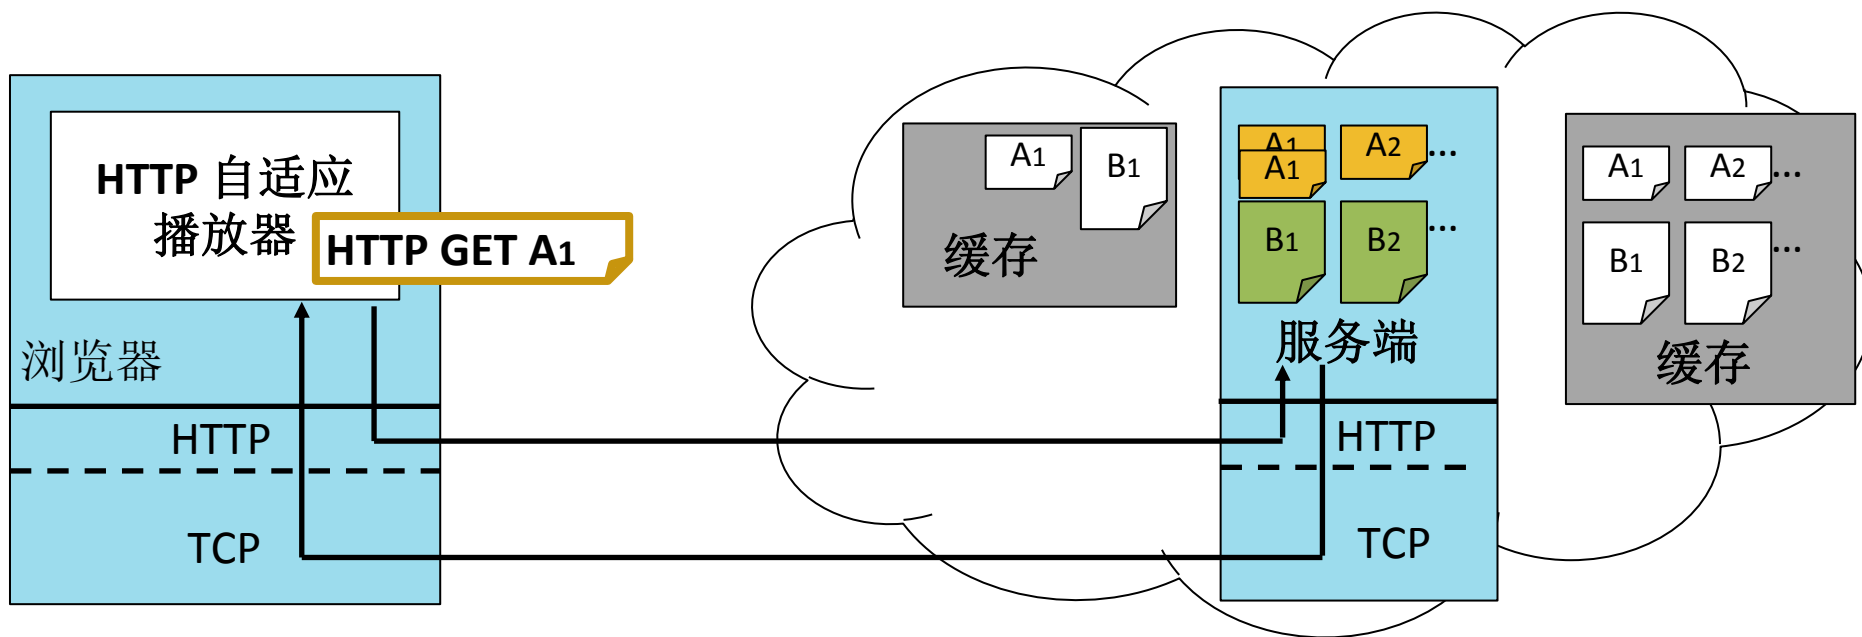 HTTP 自适应
播放器
HTTP GET A1
浏览器
HTTP
TCP
A1
B1
缓存
A1
A1
A2
...
B1
B2
...
服务端
HTTP
TCP
A1
A2
...
B1
B2
...
缓存